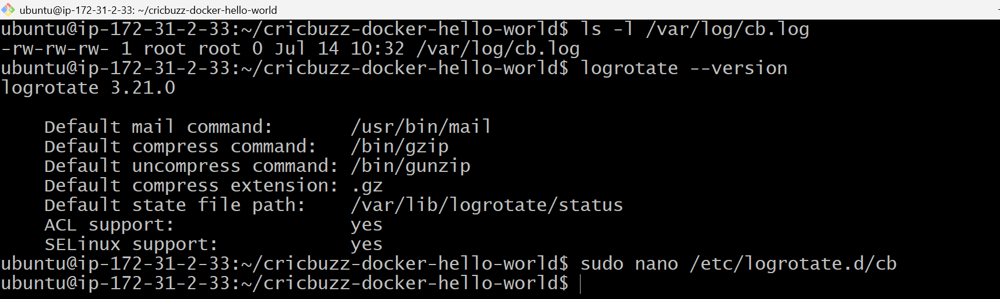 ubuntu@ip-172-31-2-33: ~/cricbuzz-docker-hello-world
ubuntu@ip-172-31-2-33:~/cricbuzz-docker-hello-world$ ls -l /var/log/cb.log
-rw-rw-rw- 1 root root 0 Jul 14 10:32 /var/log/cb.log
ubuntu@ip-172-31-2-33:~/cricbuzz-docker-hello-world$ logrotate --version
logrotate 3.21.0
Default mail command: /usr/bin/mail
Default compress command: /bin/gzip
Default uncompress command: /bin/gunzip
Default compress extension: .gz
Default state file path: /var/lib/logrotate/status
ACL support: yes
SELinux support: yes
ubuntu@ip-172-31-2-33:~/cricbuzz-docker-hello-world$ sudo nano /etc/logrotate.d/cb
ubuntu@ip-172-31-2-33:~/cricbuzz-docker-hello-world$